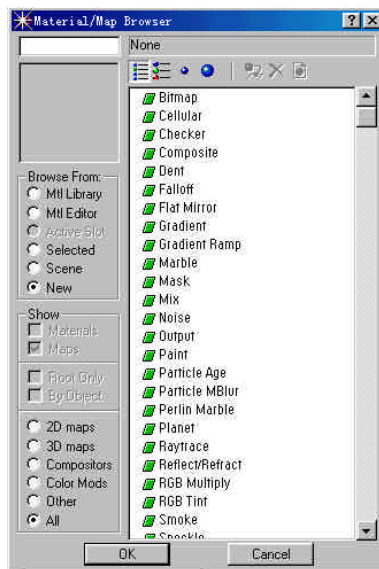 Material/Map Browser
None
Browse From:
Mtl Library
Mtl Editor
Active Slot
Selected
Scene
New
Show
Materials
Maps
Root Only
By Object
2D maps
3D maps
Compositors
Color Mods
Other
All
Bitmap
Cellular
Checker
Composite
Dent
Falloff
Flat Mirror
Gradient
Gradient Ramp
Marble
Mask
Mix
Noise
Output
Paint
Particle Age
Particle MBlur
Perlin Marble
Planet
Raytrace
Reflect/Refract
RGB Multiply
RGB Tint
Smoke
Speckle
OK
Cancel